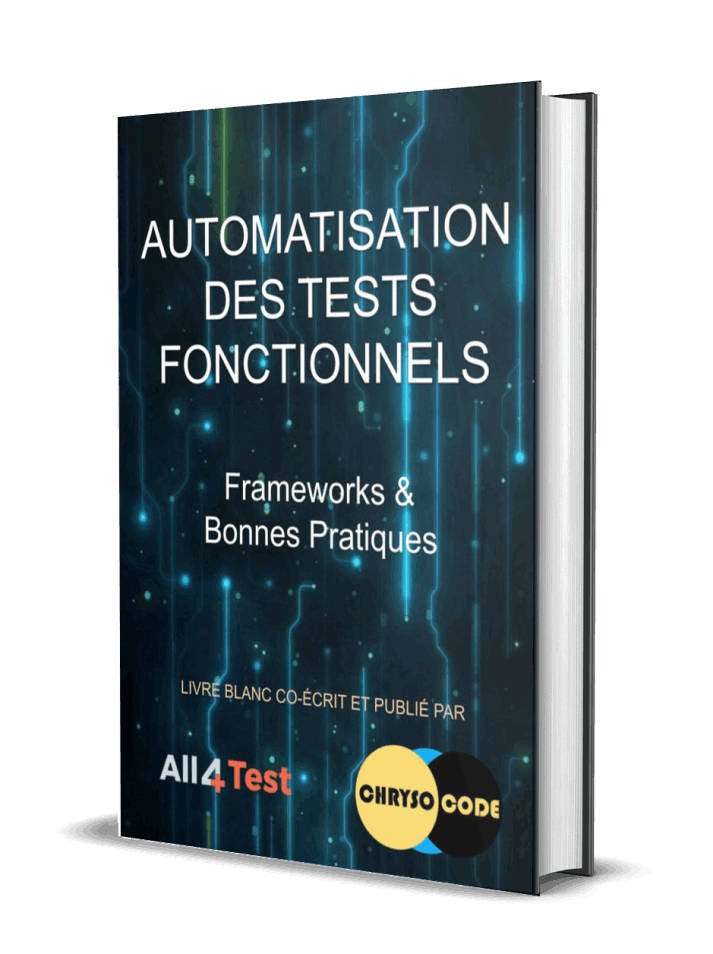 AUTOMATISATION
DES TESTS
FONCTIONNELS
Frameworks &
Bonnes Pratiques
LIVRE BLANC CO-ÉCRIT ET PUBLIÉ PAR
All4Test
CHRYSO CODE